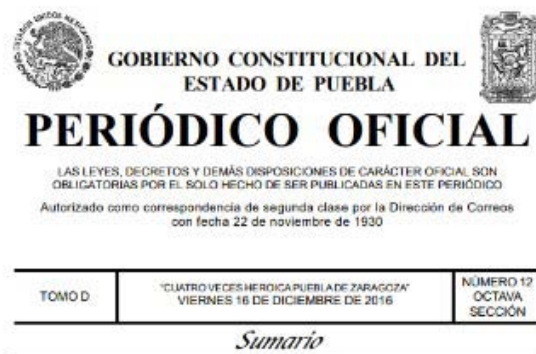 GOBIERNO CONSTITUCIONAL DEL
ESTADO DE PUEBLA
PERIÓDICO OFICIAL
LAS LEYES, DECRETOS Y DEMÁS DISPOSICIONES DE CARÁCTER OFICIAL SON
OBLIGATORIAS POR EL SOLO HECHO DE SER PUBLICADAS EN ESTE PERIÓDICO
Autorizado como correspondencia de segunda clase por la Dirección de Correos
con fecha 22 de noviembre de 1930
TOMO D
"CUATRO VECES HEROICA PUEBLA DE ZARAGOZA"
VIERNES 16 DE DICIEMBRE DE 2016
NÚMERO 12
OCTAVA
SECCIÓN
Sumario